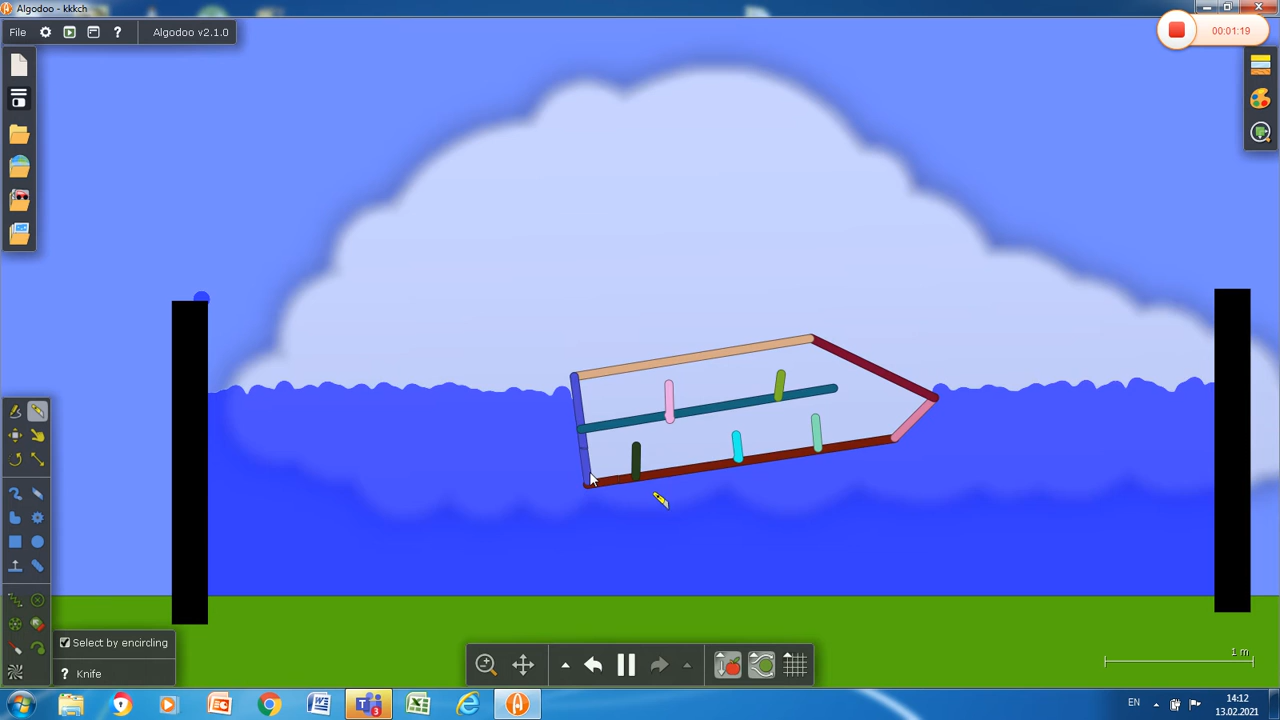 Algodoo - kkkch
File ? Algodoo v2.1.0
00:01:19
Select by encircling
? Knife
1 m
3
EN
14:12
13.02.2021